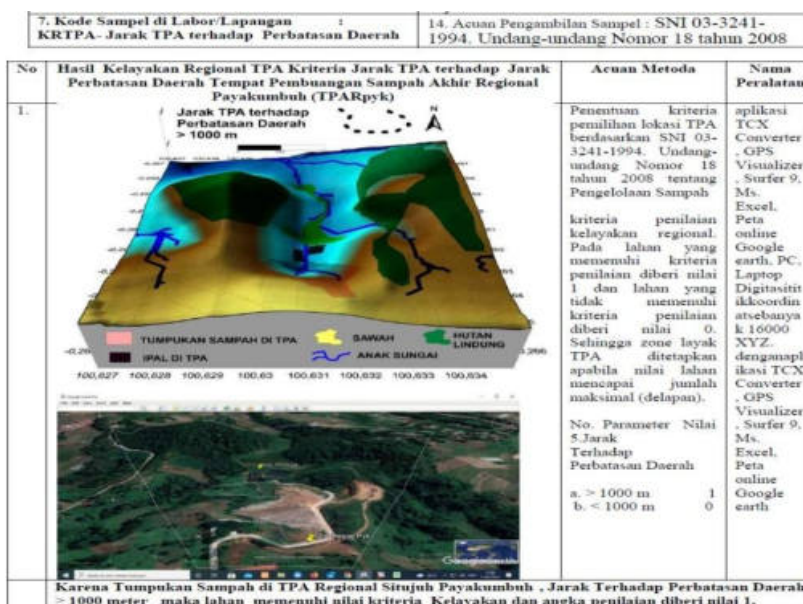 7. Kode Sampel di Labor/Lapangan :
KRTPA- Jarak TPA terhadap Perbatasan Daerah
14. Acuan Pengambilan Sampel : SNI 03-3241-
1994. Undang-undang Nomor 18 tahun 2008
No
Hasil Kelayakan Regional TPA Kriteria Jarak TPA terhadap Jarak
Perbatasan Daerah Tempat Pembuangan Sampah Akhir Regional
Payakumbuh (TPARpyk)
Acuan Metoda
Nama
Peralatan
1.
Jarak TPA terhadap
Perbatasan Daerah
> 1000 m
N
TUMPUKAN SAMPAH DI TPA
SAWAH
HUTAN
LINDUNG
IPAL DI TPA
ANAK SUNGAI
100,627 100,628 100,629 100,63 100,631 100,632 100,633 100,634
Penentuan kriteria
pemilihan lokasi TPA
berdasarkan SNI 03-
3241-1994. Undang-
undang Nomor 18
tahun 2008 tentang
Pengelolaan Sampah
kriteria penilaian
kelayakan regional.
Pada lahan yang
memenuhi kriteria
penilaian diberi nilai
1 dan lahan yang
tidak memenuhi
kriteria penilaian
diberi nilai 0.
Sehingga zone layak
TPA ditetapkan
apabila nilai lahan
mencapai jumlah
maksimal (delapan).
No. Parameter Nilai
5.Jarak
Terhadap
Perbatasan Daerah
a. > 1000 m 1
b. < 1000 m 0
aplikasi
TCX
Converter
, GPS
Visualizer
, Surfer 9,
Ms.
Excel,
Peta
online
Google
earth, PC,
Laptop
Digitasitit
ikkoordin
atsebanya
k 16000
XYZ.
denganapl
ikasi TCX
Converter
, GPS
Visualizer
, Surfer 9,
Ms.
Excel,
Peta
online
Google
earth
Karena Tumpukan Sampah di TPA Regional Situjuh Payakumbuh , Jarak Terhadap Perbatasan Daerah
> 1000 meter maka lahan memenuhi nilai kriteria Kelayakan dan angka penilaian diberi nilai 1.